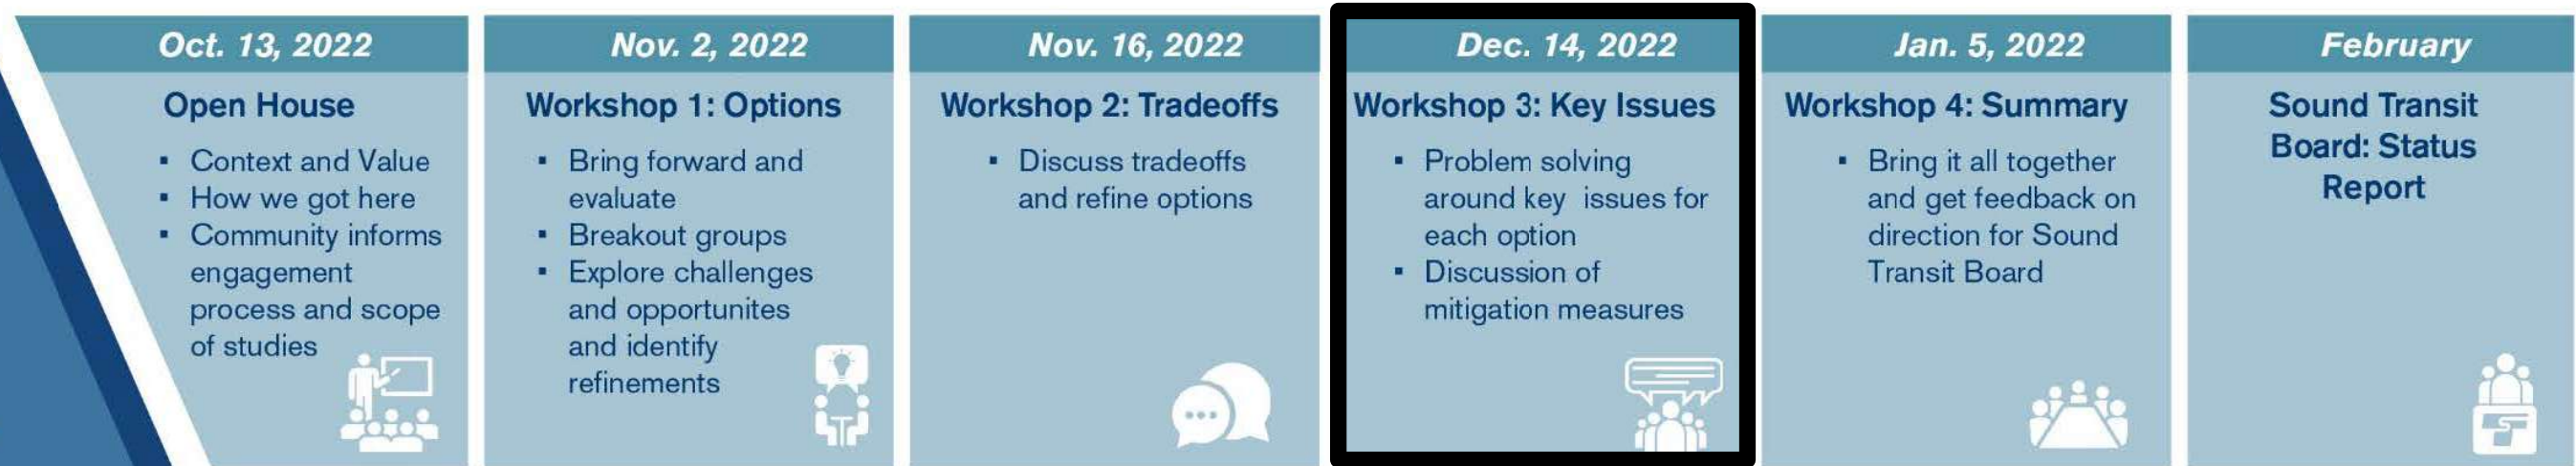 Oct. 13, 2022
Open House
▪ Context and Value
▪ How we got here
▪ Community informs
engagement
process and scope
of studies
Nov. 2, 2022
Workshop 1: Options
▪ Bring forward and
evaluate
▪ Breakout groups
▪ Explore challenges
and opportunites
and identify
refinements
Nov. 16, 2022
Workshop 2: Tradeoffs
▪ Discuss tradeoffs
and refine options
Dec. 14, 2022
Workshop 3: Key Issues
▪ Problem solving
around key issues for
each option
▪ Discussion of
mitigation measures
Jan. 5, 2022
Workshop 4: Summary
▪ Bring it all together
and get feedback on
direction for Sound
Transit Board
February
Sound Transit
Board: Status
Report